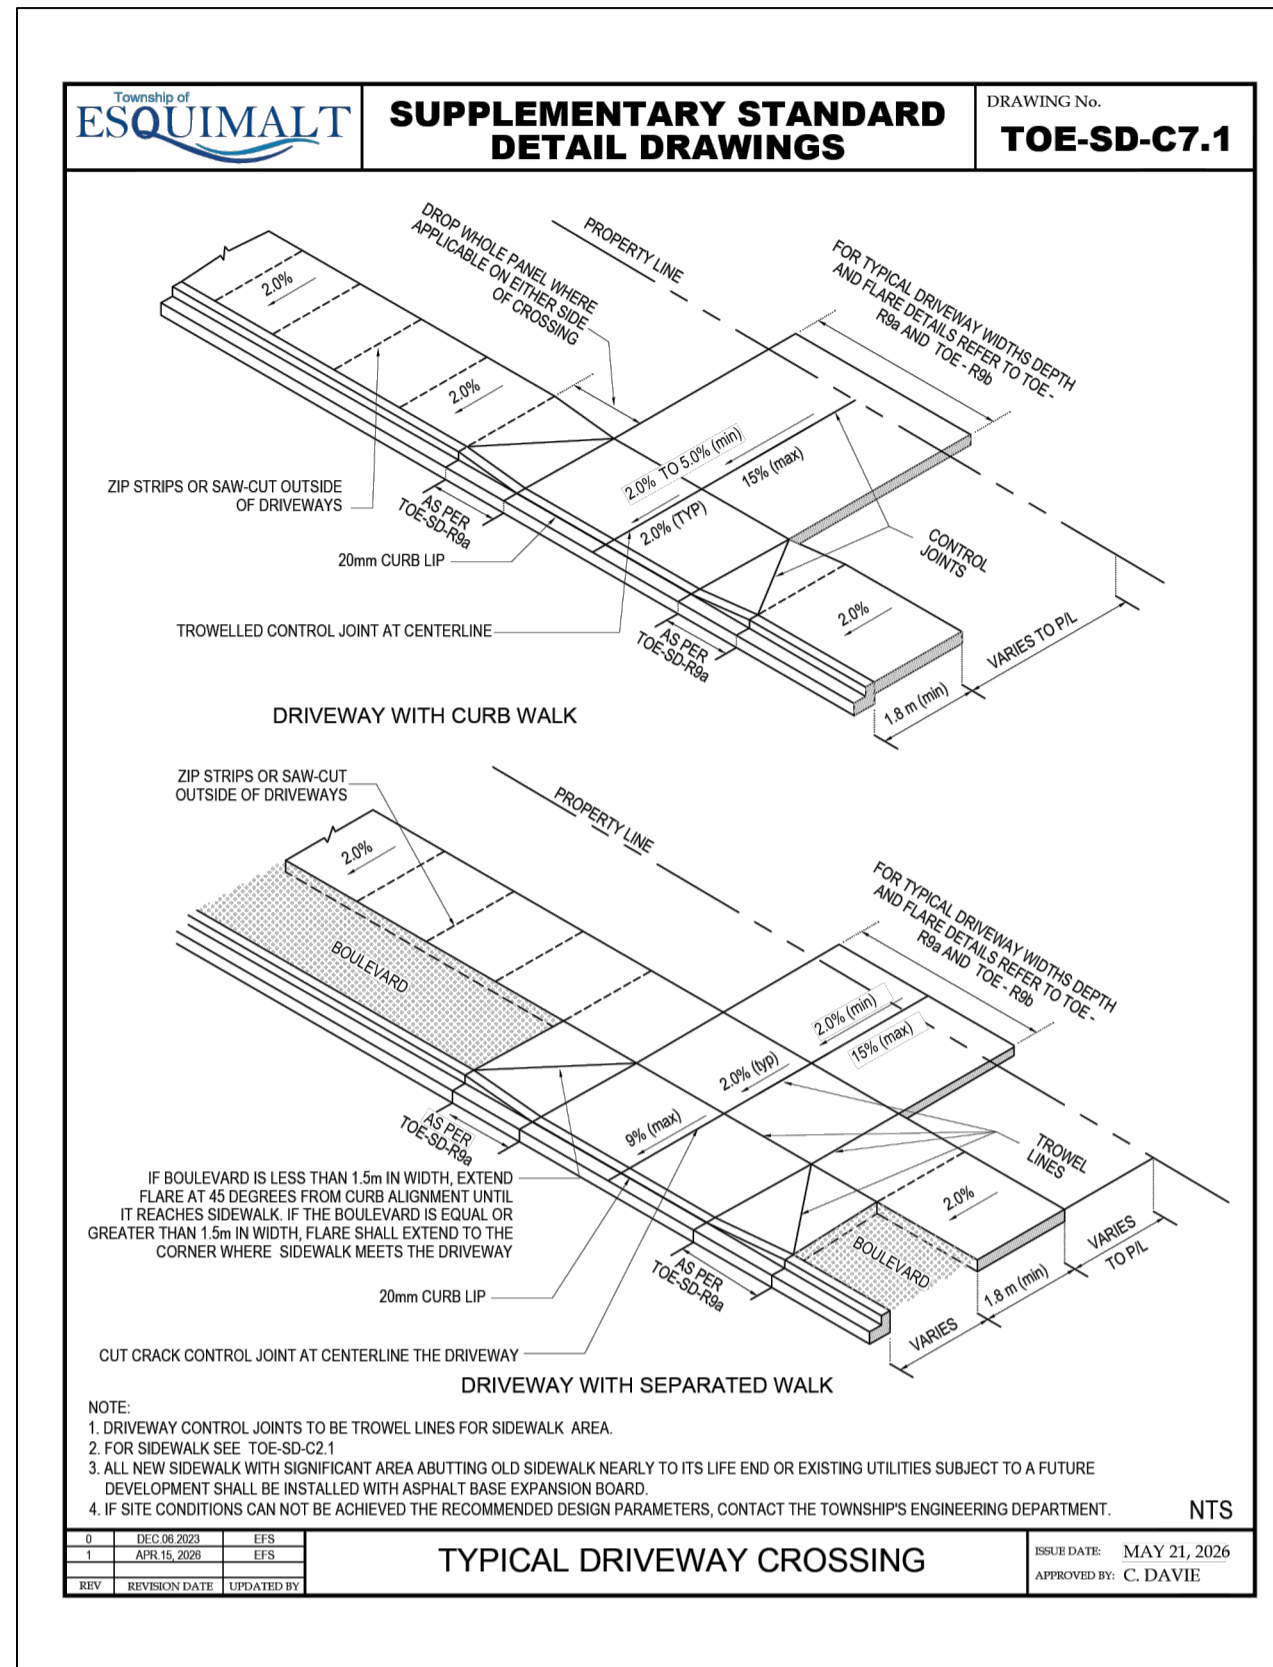 Township of
ESQUIMALT
SUPPLEMENTARY STANDARD
DETAIL DRAWINGS
DRAWING No.
TOE-SD-C7.1
DROP WHOLE PANEL WHERE
APPLICABLE ON EITHER SIDE
OF CROSSING
PROPERTY LINE
FOR TYPICAL DRIVEWAY WIDTHS DEPTH
AND FLARE DETAILS REFER TO TOE -
R9a AND TOE - R9b
2.0%
2.0%
2.0% TO 5.0% (min)
15% (max)
2.0% (TYP)
ZIP STRIPS OR SAW-CUT OUTSIDE
OF DRIVEWAYS
AS PER
TOE-SD-R9a
20mm CURB LIP
CONTROL
JOINTS
TROWELLED CONTROL JOINT AT CENTERLINE
AS PER
TOE-SD-R9a
2.0%
VARIES TO P/L
1.8 m (min)
DRIVEWAY WITH CURB WALK
ZIP STRIPS OR SAW-CUT
OUTSIDE OF DRIVEWAYS
PROPERTY LINE
2.0%
FOR TYPICAL DRIVEWAY WIDTHS DEPTH
AND FLARE DETAILS REFER TO TOE -
R9a AND TOE - R9b
BOULEVARD
2.0% (min)
15% (max)
2.0% (typ)
9% (max)
AS PER
TOE-SD-R9a
TROWEL
LINES
IF BOULEVARD IS LESS THAN 1.5m IN WIDTH, EXTEND
FLARE AT 45 DEGREES FROM CURB ALIGNMENT UNTIL
IT REACHES SIDEWALK. IF THE BOULEVARD IS EQUAL OR
GREATER THAN 1.5m IN WIDTH, FLARE SHALL EXTEND TO THE
CORNER WHERE SIDEWALK MEETS THE DRIVEWAY
2.0%
BOULEVARD
VARIES
TO P/L
AS PER
TOE-SD-R9a
1.8 m (min)
20mm CURB LIP
VARIES
CUT CRACK CONTROL JOINT AT CENTERLINE THE DRIVEWAY
DRIVEWAY WITH SEPARATED WALK
NOTE:
1. DRIVEWAY CONTROL JOINTS TO BE TROWEL LINES FOR SIDEWALK AREA.
2. FOR SIDEWALK SEE TOE-SD-C2.1
3. ALL NEW SIDEWALK WITH SIGNIFICANT AREA ABUTTING OLD SIDEWALK NEARLY TO ITS LIFE END OR EXISTING UTILITIES SUBJECT TO A FUTURE
DEVELOPMENT SHALL BE INSTALLED WITH ASPHALT BASE EXPANSION BOARD.
4. IF SITE CONDITIONS CAN NOT BE ACHIEVED THE RECOMMENDED DESIGN PARAMETERS, CONTACT THE TOWNSHIP'S ENGINEERING DEPARTMENT.
NTS
0 DEC.06.2023 EFS
1 APR.15, 2026 EFS
REV REVISION DATE UPDATED BY
TYPICAL DRIVEWAY CROSSING
ISSUE DATE: MAY 21, 2026
APPROVED BY: C. DAVIE